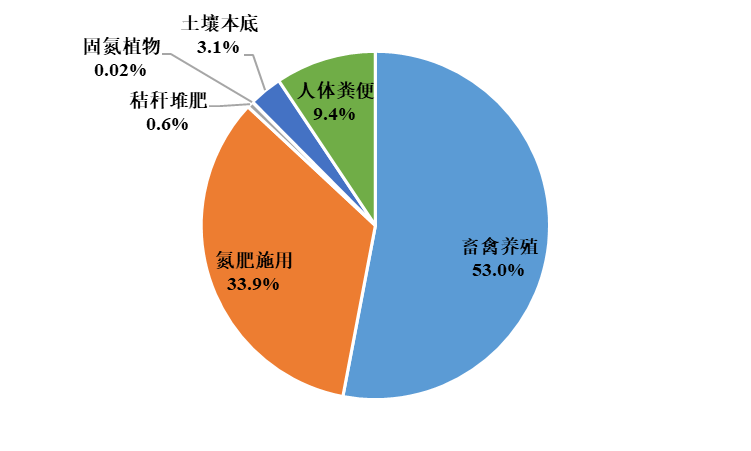 土壤本底
3.1%
固氮植物
0.02%
秸秆堆肥
0.6%
人体粪便
9.4%
畜禽养殖
53.0%
氮肥施用
33.9%